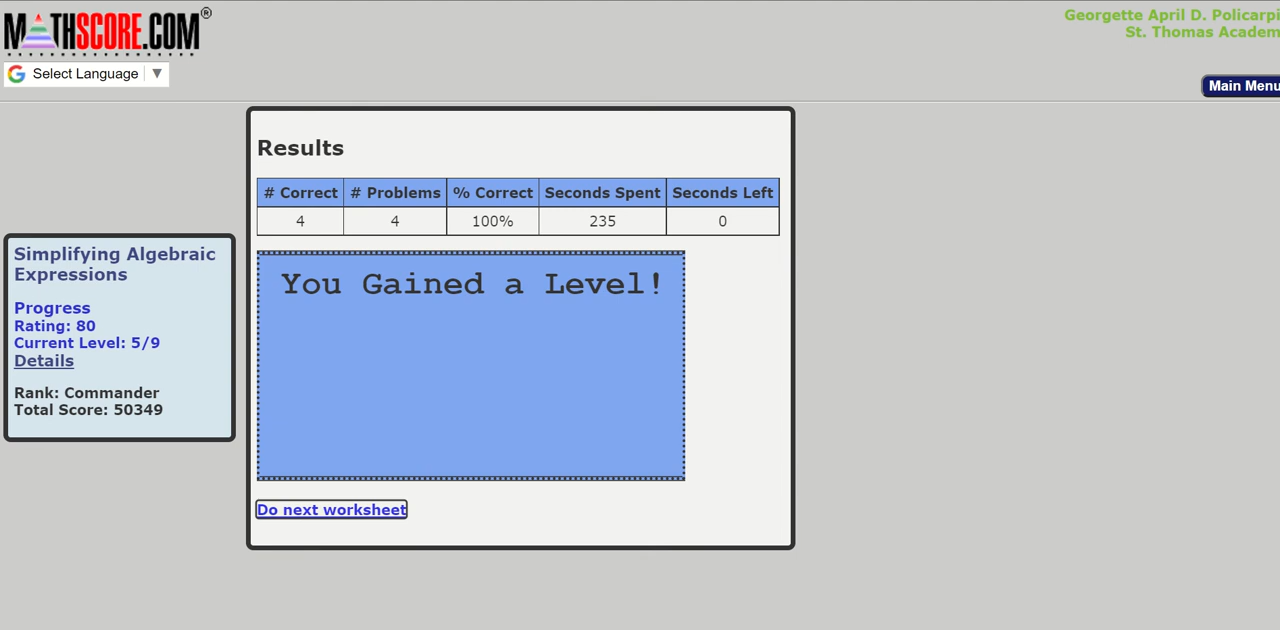 MATHSCORE.COM®
Georgette April D. Policarpi
St. Thomas Academ
Select Language ▼
Main Menu
Results
# Correct # Problems % Correct Seconds Spent Seconds Left
4 4 100% 235 0
Simplifying Algebraic
Expressions
Progress
Rating: 80
Current Level: 5/9
Details
Rank: Commander
Total Score: 50349
You Gained a Level!
Do next worksheet